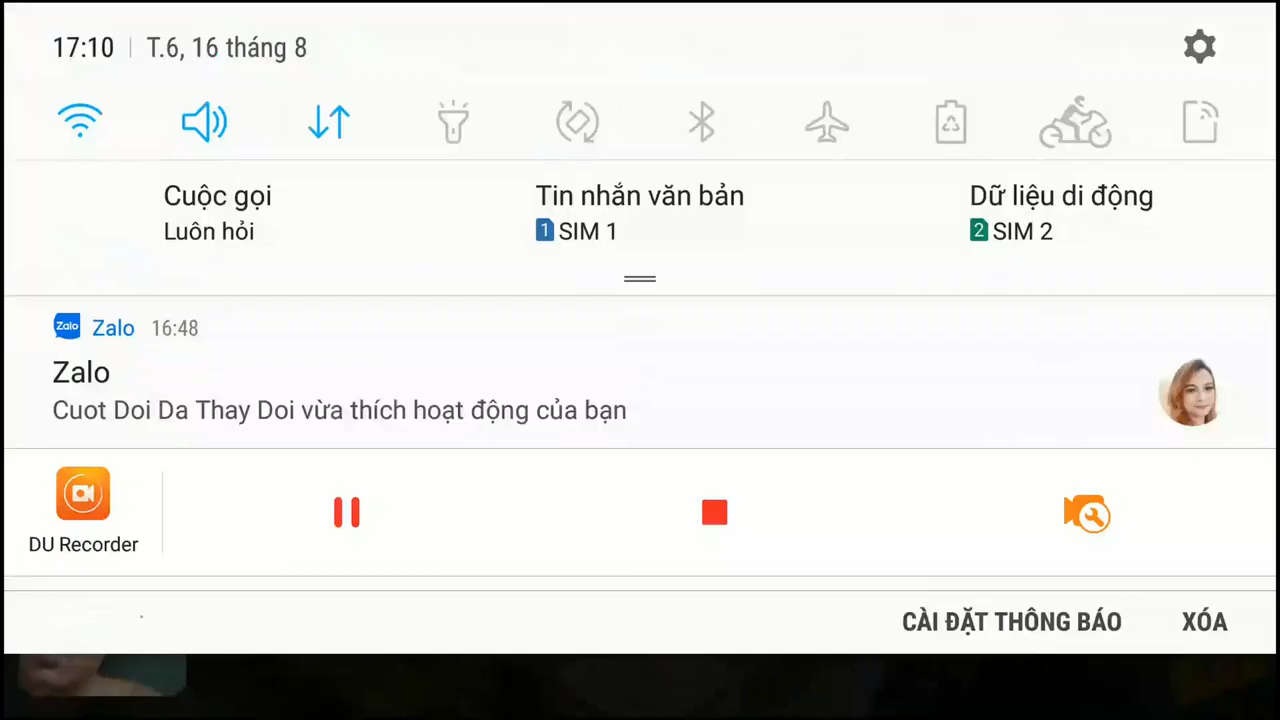 17:10 | T.6, 16 tháng 8
Cuộc gọi
Luôn hỏi
Tin nhắn văn bản
1 SIM 1
Dữ liệu di động
2 SIM 2
Zalo Zalo 16:48
Zalo
Cuot Doi Da Thay Doi vừa thích hoạt động của bạn
DU Recorder
CÀI ĐẶT THÔNG BÁO XÓA